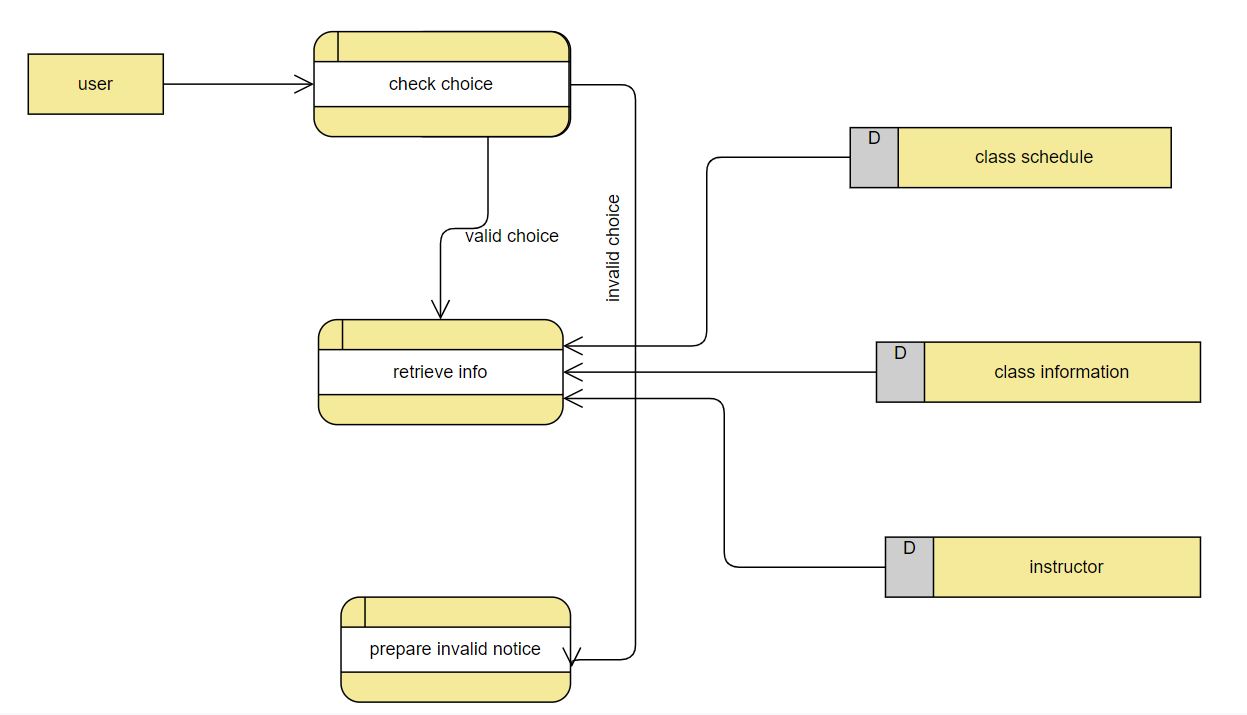 user
check choice
D
class schedule
valid choice
invalid choice
retrieve info
D
class information
D
instructor
prepare invalid notice